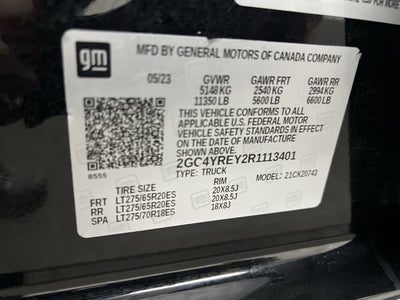 gm
MFD BY GENERAL MOTORS OF CANADA COMPANY
05/23 GVWR GAWR FRT GAWR RR
5148 KG 2540 KG 2994 KG
11350 LB 5600 LB 6600 LB
THIS VEHICLE CONFORMS TO ALL
APPLICABLE U.S. FEDERAL MOTOR
VEHICLE SAFETY STANDARDS IN EFFECT
ON THE DATE OF MANUFACTURE
SHOWN ABOVE.
2GC4YREY2R1113401
8555
TYPE: TRUCK 21CK20743
TIRE SIZE RIM
FRT LT275/65R20ES 20X8.5J
RR LT275/65R20ES 20X8.5J
SPA LT275/70R18ES 18X8J